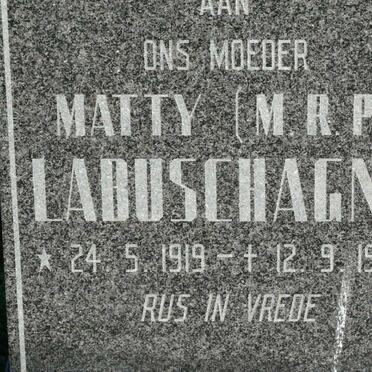 AAN
ONS MOEDER
MATTY (M.R.P
LABUSCHAGN
★ 24.5.1919 - † 12.9.19
RUS IN VREDE